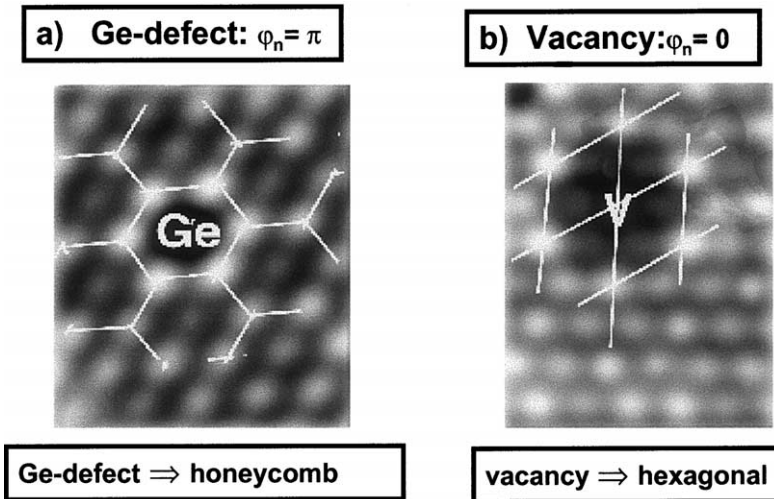 a) Ge-defect: φn= π
b) Vacancy:φn= 0
Ge
V
Ge-defect ⇒ honeycomb
vacancy ⇒ hexagonal